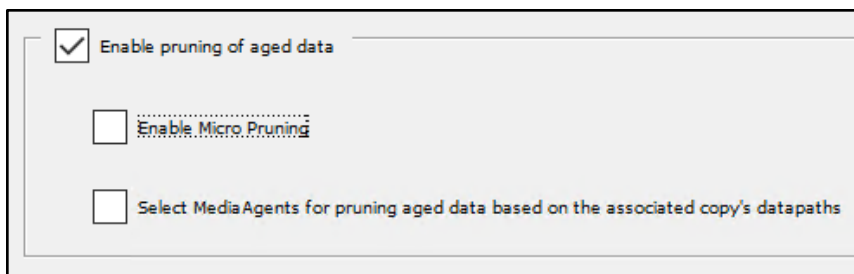 Enable pruning of aged data
Enable Micro Pruning
Select MediaAgents for pruning aged data based on the associated copy's datapaths